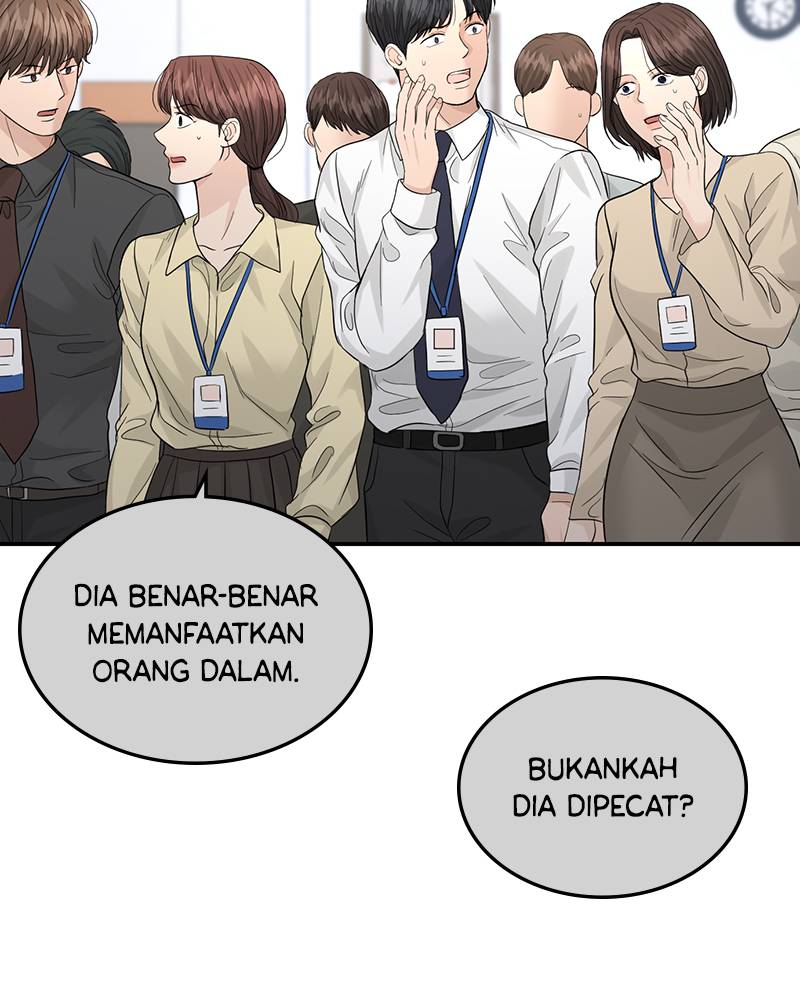 DIA BENAR-BENAR
MEMANFAATKAN
ORANG DALAM.
BUKANKAH
DIA DIPECAT?